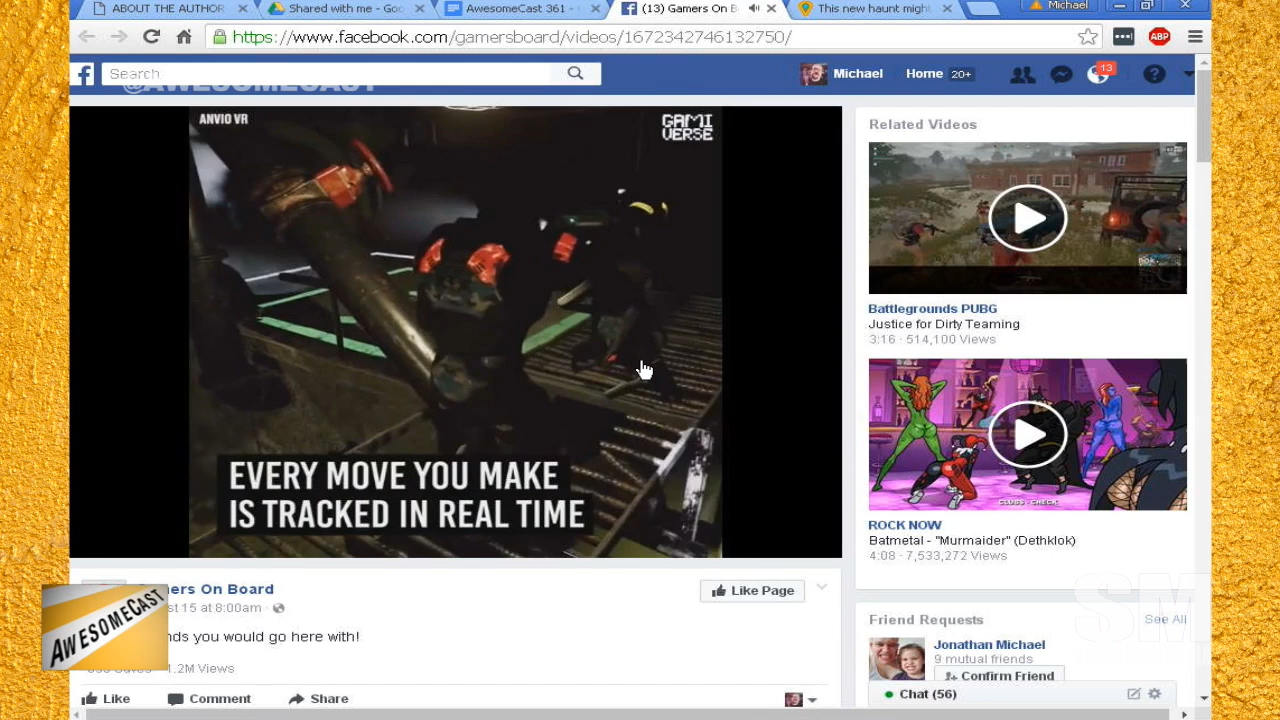 ABOUT THE AUTHOR
Shared with me - Goo
AwesomeCast 361 -
(13) Gamers On B
This new haunt might
Michael
https://www.facebook.com/gamersboard/videos/1672342746132750/
ABP
Search
Michael
Home 20+
13
@AWESOMECAST
ANVIO VR
GAMI
VERSE
EVERY MOVE YOU MAKE
IS TRACKED IN REAL TIME
Related Videos
Battlegrounds PUBG
Justice for Dirty Teaming
3:16 · 514,100 Views
ROCK NOW
Batmetal - "Murmaider" (Dethklok)
4:08 · 7,533,272 Views
ers On Board
st 15 at 8:00am ·
nds you would go here with!
1.2M Views
Like Page
Like
Comment
Share
AWESOMECAST
Friend Requests
See All
Jonathan Michael
9 mutual friends
Confirm Friend
Chat (56)
SM